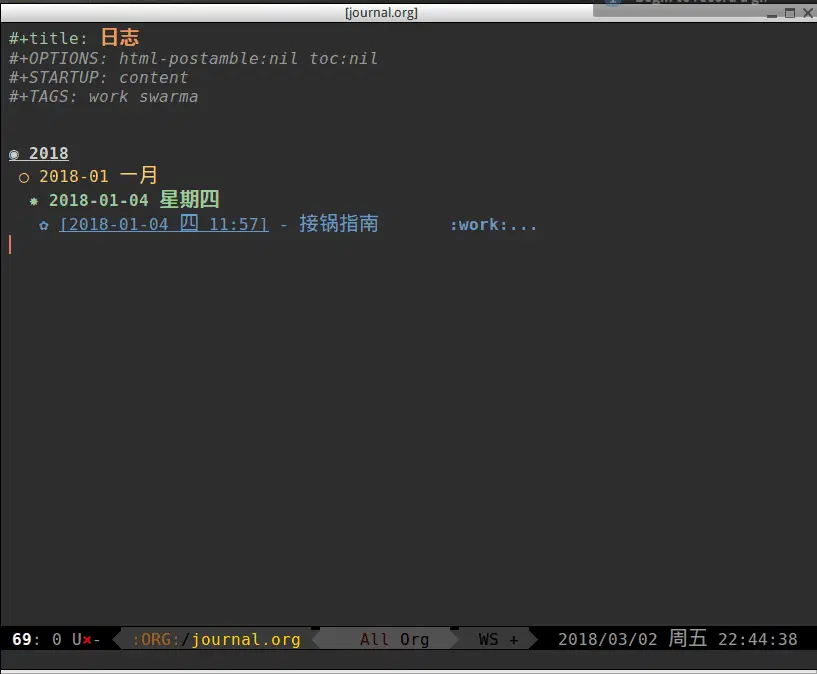 [journal.org]
#+title: 日志
#+OPTIONS: html-postamble:nil toc:nil
#+STARTUP: content
#+TAGS: work swarma
◉ 2018
○ 2018-01 一月
✸ 2018-01-04 星期四
✿ [2018-01-04 四 11:57] - 接锅指南 :work:...
69: 0 U×- :ORG:/journal.org All Org WS + 2018/03/02 周五 22:44:38